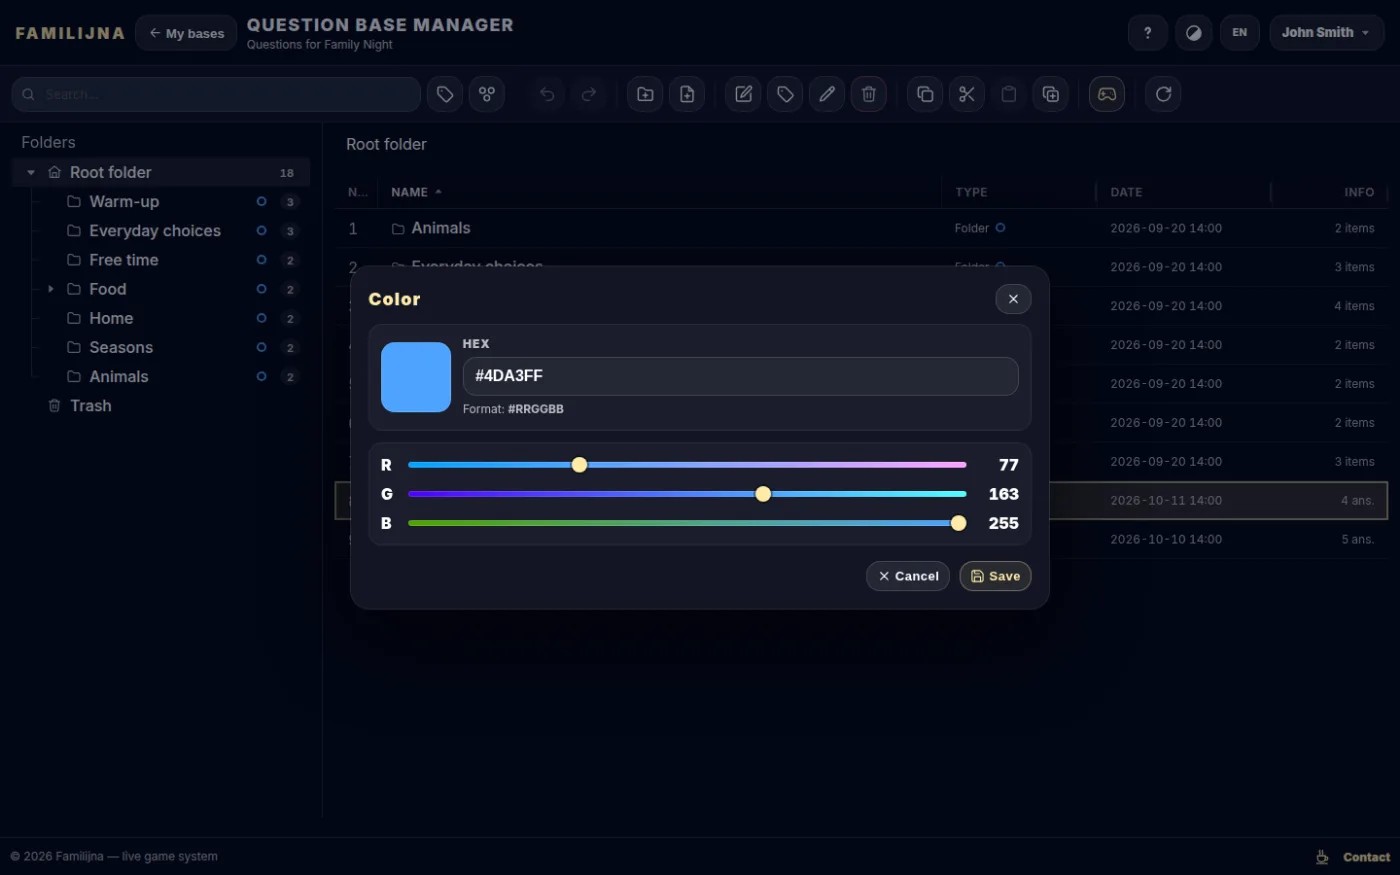 FAMILIJNA
← My bases
QUESTION BASE MANAGER
Questions for Family Night
?
EN
John Smith
Search...
Folders
Root folder 18
Warm-up 3
Everyday choices 3
Free time 2
Food 2
Home 2
Seasons 2
Animals 2
Trash
Root folder
N... NAME TYPE DATE INFO
1 Animals Folder 2026-09-20 14:00 2 items
2 Everyday choices Folder 2026-09-20 14:00 3 items
2026-09-20 14:00 4 items
2026-09-20 14:00 2 items
2026-09-20 14:00 2 items
2026-09-20 14:00 2 items
2026-09-20 14:00 3 items
2026-10-11 14:00 4 ans.
2026-10-10 14:00 5 ans.
Color
HEX
#4DA3FF
Format: #RRGGBB
R 77
G 163
B 255
Cancel
Save
© 2026 Familijna — live game system
Contact